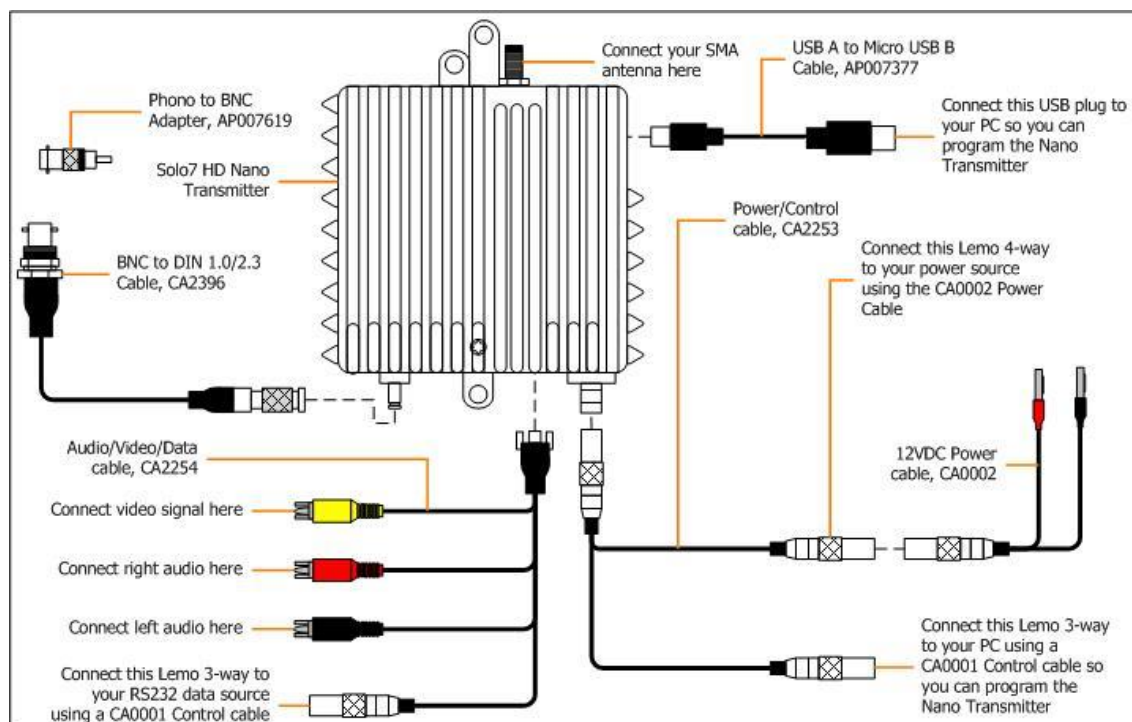 Connect your SMA
antenna here
USB A to Micro USB B
Cable, AP007377
Phono to BNC
Adapter, AP007619
Connect this USB plug to
your PC so you can
program the Nano
Transmitter
Solo7 HD Nano
Transmitter
Power/Control
cable, CA2253
Connect this Lemo 4-way
to your power source
using the CA0002 Power
Cable
BNC to DIN 1.0/2.3
Cable, CA2396
Audio/Video/Data
cable, CA2254
12VDC Power
cable, CA0002
Connect video signal here
Connect right audio here
Connect left audio here
Connect this Lemo 3-way to
your RS232 data source
using a CA0001 Control cable
Connect this Lemo 3-way
to your PC using a
CA0001 Control cable so
you can program the
Nano Transmitter